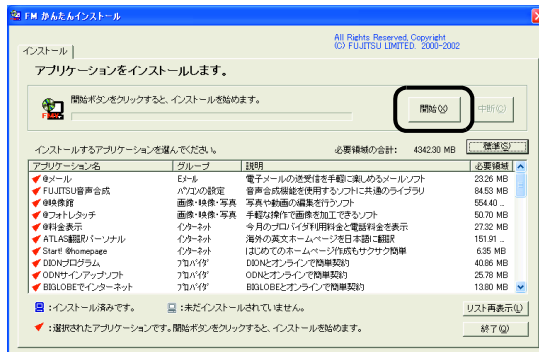 FM かんたんインストール
All Rights Reserved, Copyright
(C) FUJITSU LIMITED. 2000-2002
インストール
アプリケーションをインストールします。
開始ボタンをクリックすると、インストールを始めます。
開始(X)
中断(C)
インストールするアプリケーションを選んでください。
必要領域の合計: 4342.30 MB
標準(S)
アプリケーション名 グループ 説明 必要領域
@メール Eメール 電子メールの送受信を手軽に楽しめるメールソフト 23.26 MB
FUJITSU音声合成 パソコンの設定 音声合成機能を使用するソフトに共通のライブラリ 84.53 MB
@映像館 画像・映像・写真 写真や動画の編集を行うソフト 554.40 ..
@フォトレタッチ 画像・映像・写真 手軽な操作で画像を加工できるソフト 50.70 MB
@料金表示 インターネット 今月のプロバイダ利用料金と電話料金を表示 27.32 MB
ATLAS翻訳パーソナル インターネット 海外の英文ホームページを日本語に翻訳 151.91 ..
Start! @homepage インターネット はじめてのホームページ作成もサクサク簡単 6.35 MB
DIONプログラム プロバイダ DIONとオンラインで簡単契約 40.86 MB
ODNサインアップソフト プロバイダ ODNとオンラインで簡単契約 25.78 MB
BIGLOBEでインターネット プロバイダ BIGLOBEとオンラインで簡単契約 13.80 MB
:インストール済みです。
:未だインストールされていません。
リスト再表示(L)
:選択されたアプリケーションです。開始ボタンをクリックすると、インストールを始めます。
終了(Q)